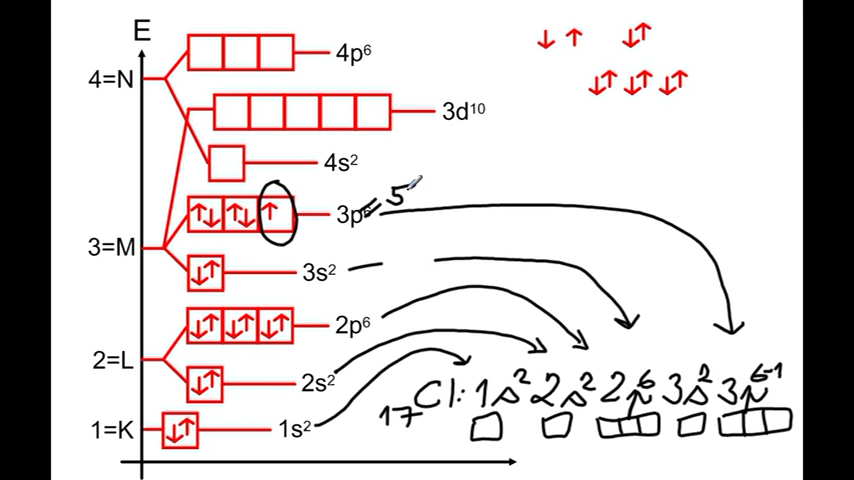 E
4=N
4p⁶
3d¹⁰
4s²
3=M
3p⁶ = 5
3s²
2p⁶
2=L
2s²
1=K
1s²
17Cl: 1s² 2s² 2p⁶ 3s² 3p⁶⁻¹